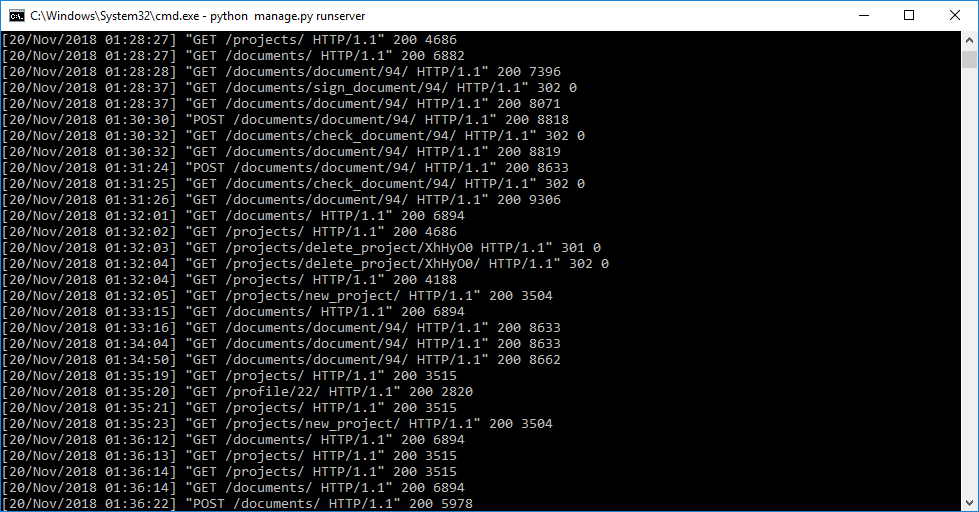 C:\Windows\System32\cmd.exe - python  manage.py runserver
[20/Nov/2018 01:28:27] "GET /projects/ HTTP/1.1" 200 4686
[20/Nov/2018 01:28:27] "GET /documents/ HTTP/1.1" 200 6882
[20/Nov/2018 01:28:28] "GET /documents/document/94/ HTTP/1.1" 200 7396
[20/Nov/2018 01:28:37] "GET /documents/sign_document/94/ HTTP/1.1" 302 0
[20/Nov/2018 01:28:37] "GET /documents/document/94/ HTTP/1.1" 200 8071
[20/Nov/2018 01:30:30] "POST /documents/document/94/ HTTP/1.1" 200 8818
[20/Nov/2018 01:30:32] "GET /documents/check_document/94/ HTTP/1.1" 302 0
[20/Nov/2018 01:30:32] "GET /documents/document/94/ HTTP/1.1" 200 8819
[20/Nov/2018 01:31:24] "POST /documents/document/94/ HTTP/1.1" 200 8633
[20/Nov/2018 01:31:25] "GET /documents/check_document/94/ HTTP/1.1" 302 0
[20/Nov/2018 01:31:26] "GET /documents/document/94/ HTTP/1.1" 200 9306
[20/Nov/2018 01:32:01] "GET /documents/ HTTP/1.1" 200 6894
[20/Nov/2018 01:32:02] "GET /projects/ HTTP/1.1" 200 4686
[20/Nov/2018 01:32:03] "GET /projects/delete_project/XhHyO0 HTTP/1.1" 301 0
[20/Nov/2018 01:32:04] "GET /projects/delete_project/XhHyO0/ HTTP/1.1" 302 0
[20/Nov/2018 01:32:04] "GET /projects/ HTTP/1.1" 200 4188
[20/Nov/2018 01:32:05] "GET /projects/new_project/ HTTP/1.1" 200 3504
[20/Nov/2018 01:33:15] "GET /documents/ HTTP/1.1" 200 6894
[20/Nov/2018 01:33:16] "GET /documents/document/94/ HTTP/1.1" 200 8633
[20/Nov/2018 01:34:04] "GET /documents/document/94/ HTTP/1.1" 200 8633
[20/Nov/2018 01:34:50] "GET /documents/document/94/ HTTP/1.1" 200 8662
[20/Nov/2018 01:35:19] "GET /projects/ HTTP/1.1" 200 3515
[20/Nov/2018 01:35:20] "GET /profile/22/ HTTP/1.1" 200 2820
[20/Nov/2018 01:35:21] "GET /projects/ HTTP/1.1" 200 3515
[20/Nov/2018 01:35:23] "GET /projects/new_project/ HTTP/1.1" 200 3504
[20/Nov/2018 01:36:12] "GET /documents/ HTTP/1.1" 200 6894
[20/Nov/2018 01:36:13] "GET /projects/ HTTP/1.1" 200 3515
[20/Nov/2018 01:36:14] "GET /projects/ HTTP/1.1" 200 3515
[20/Nov/2018 01:36:14] "GET /documents/ HTTP/1.1" 200 6894
[20/Nov/2018 01:36:22] "POST /documents/ HTTP/1.1" 200 5978